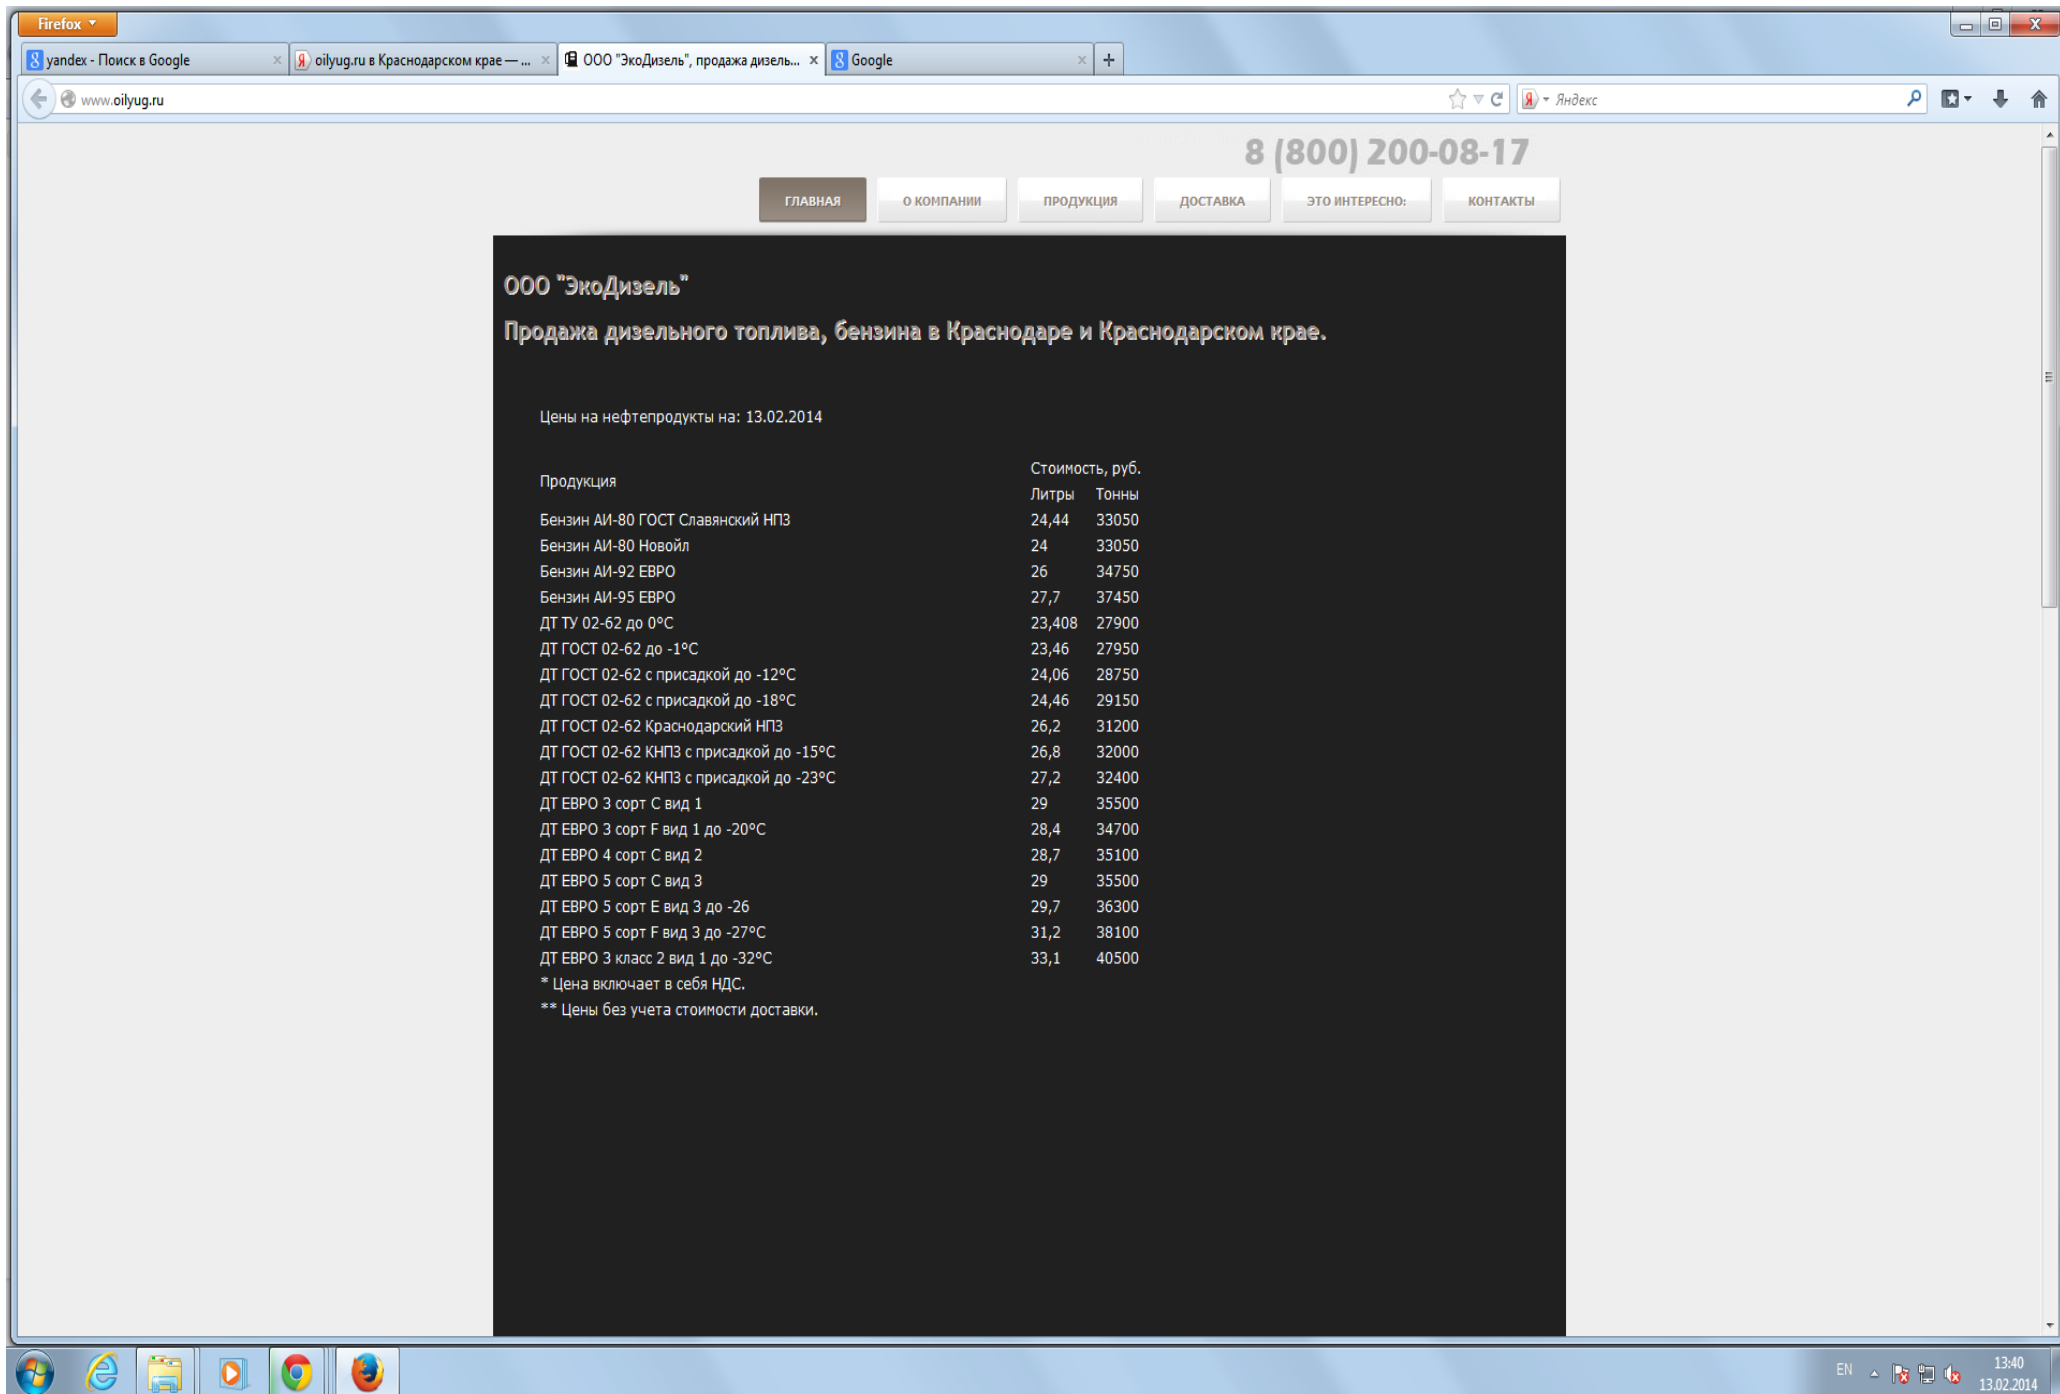 Firefox
yandex - Поиск в Google
oilyug.ru в Краснодарском крае — ...
ООО "ЭкоДизель", продажа дизель...
Google
www.oilyug.ru
Яндекс
8 (800) 200-08-17
ГЛАВНАЯ О КОМПАНИИ ПРОДУКЦИЯ ДОСТАВКА ЭТО ИНТЕРЕСНО: КОНТАКТЫ
ООО "ЭкоДизель"
Продажа дизельного топлива, бензина в Краснодаре и Краснодарском крае.
Цены на нефтепродукты на: 13.02.2014
Продукция
Стоимость, руб.
Литры Тонны
Бензин АИ-80 ГОСТ Славянский НПЗ 24,44 33050
Бензин АИ-80 Новойл 24 33050
Бензин АИ-92 ЕВРО 26 34750
Бензин АИ-95 ЕВРО 27,7 37450
ДТ ТУ 02-62 до 0ºС 23,408 27900
ДТ ГОСТ 02-62 до -1ºС 23,46 27950
ДТ ГОСТ 02-62 с присадкой до -12ºС 24,06 28750
ДТ ГОСТ 02-62 с присадкой до -18ºС 24,46 29150
ДТ ГОСТ 02-62 Краснодарский НПЗ 26,2 31200
ДТ ГОСТ 02-62 КНПЗ с присадкой до -15ºС 26,8 32000
ДТ ГОСТ 02-62 КНПЗ с присадкой до -23ºС 27,2 32400
ДТ ЕВРО 3 сорт С вид 1 29 35500
ДТ ЕВРО 3 сорт F вид 1 до -20ºС 28,4 34700
ДТ ЕВРО 4 сорт С вид 2 28,7 35100
ДТ ЕВРО 5 сорт С вид 3 29 35500
ДТ ЕВРО 5 сорт Е вид 3 до -26 29,7 36300
ДТ ЕВРО 5 сорт F вид 3 до -27ºС 31,2 38100
ДТ ЕВРО 3 класс 2 вид 1 до -32ºС 33,1 40500
* Цена включает в себя НДС.
** Цены без учета стоимости доставки.
EN
13:40
13.02.2014